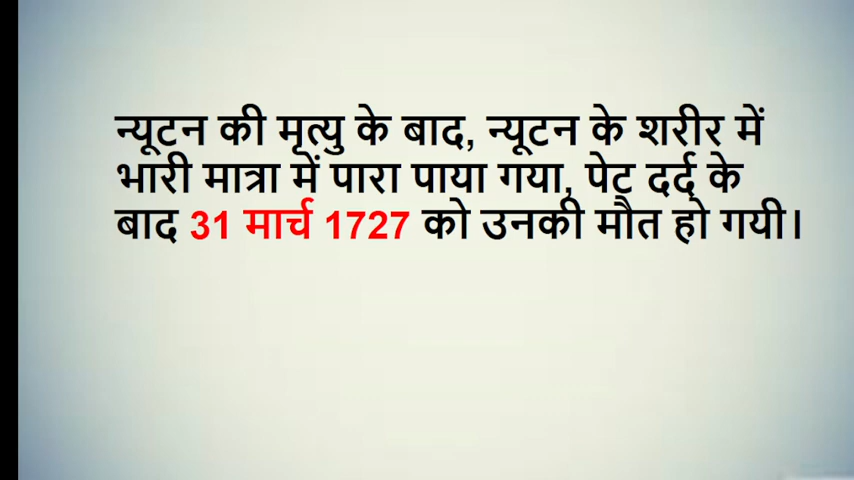 न्यूटन की मृत्यु के बाद, न्यूटन के शरीर में
भारी मात्रा में पारा पाया गया, पेट दर्द के
बाद 31 मार्च 1727 को उनकी मौत हो गयी।